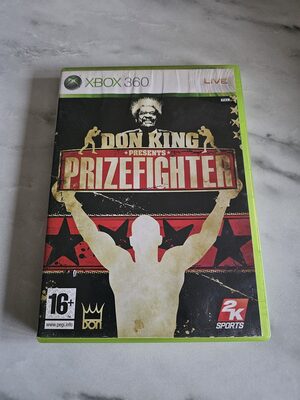 XBOX 360
LIVE
DON KING
PRESENTS
PRIZEFIGHTER
16+
www.pegi.info
DON
2K
SPORTS